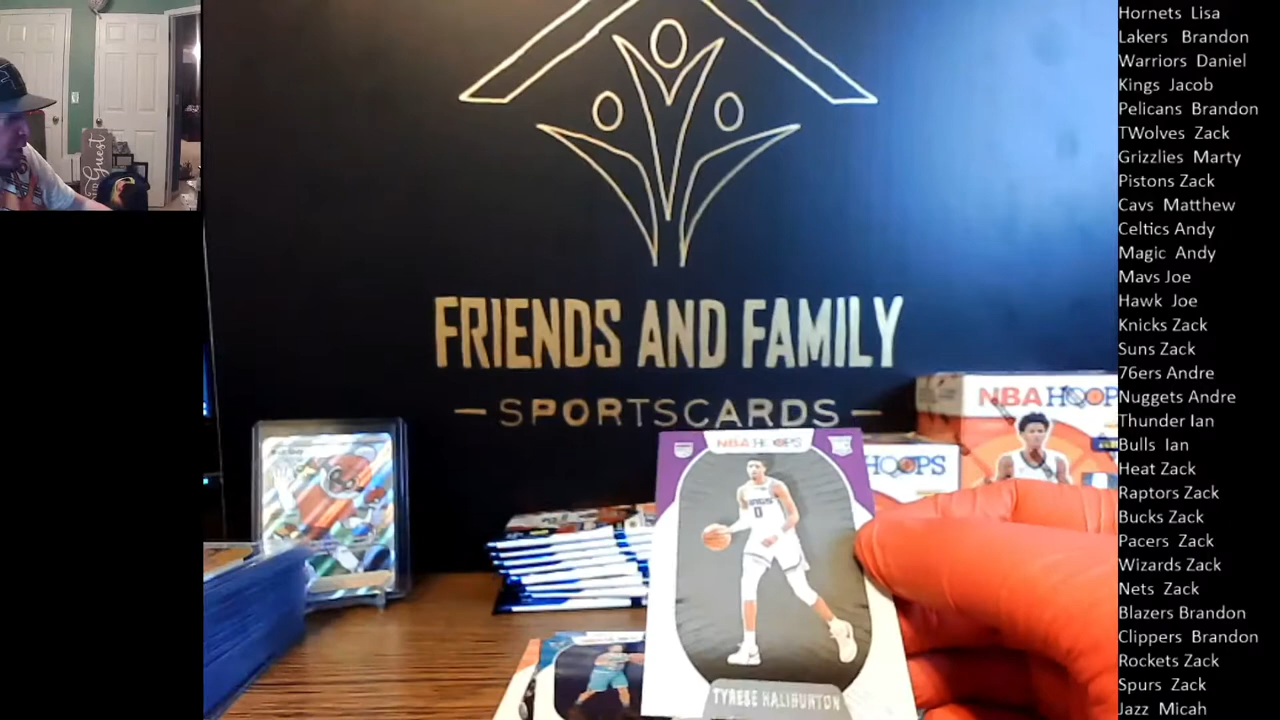 FRIENDS AND FAMILY
SPORTSCARDS
Guest
NBA HOOPS
HOOPS
NBA HOOPS
TYRESE HALIBURTON
Hornets Lisa
Lakers Brandon
Warriors Daniel
Kings Jacob
Pelicans Brandon
TWolves Zack
Grizzlies Marty
Pistons Zack
Cavs Matthew
Celtics Andy
Magic Andy
Mavs Joe
Hawk Joe
Knicks Zack
Suns Zack
76ers Andre
Nuggets Andre
Thunder Ian
Bulls Ian
Heat Zack
Raptors Zack
Bucks Zack
Pacers Zack
Wizards Zack
Nets Zack
Blazers Brandon
Clippers Brandon
Rockets Zack
Spurs Zack
Jazz Micah